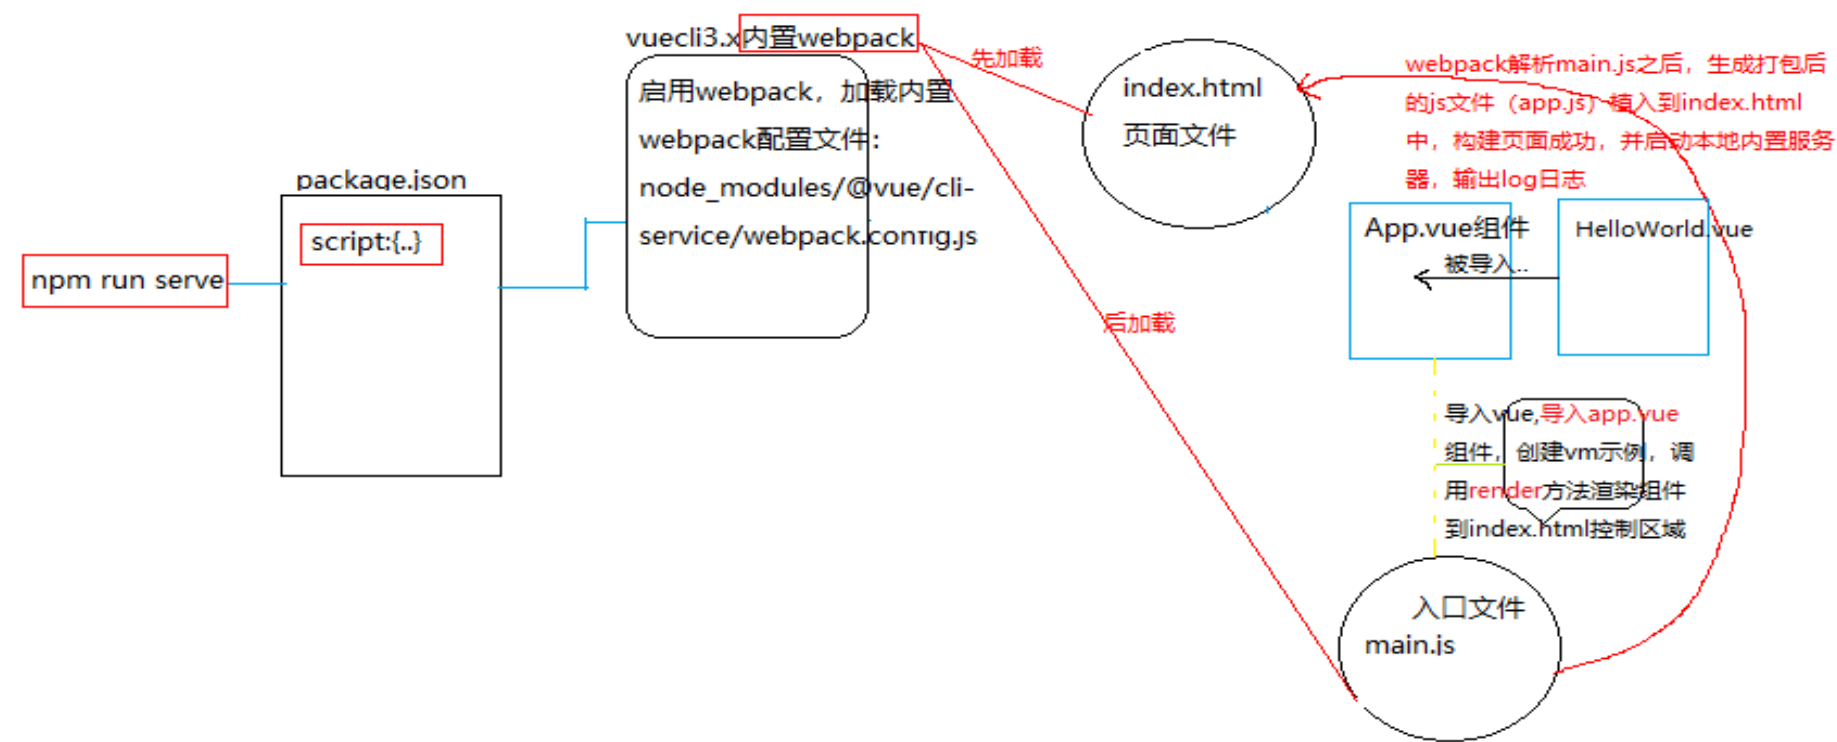 npm run serve
package.json
script:{..}
vuecli3.x内置webpack
启用webpack，加载内置
webpack配置文件：
node_modules/@vue/cli-
service/webpack.config.js
先加载
后加载
index.html
页面文件
webpack解析main.js之后，生成打包后
的js文件（app.js）植入到index.html
中，构建页面成功，并启动本地内置服务
器，输出log日志
App.vue组件
HelloWorld.vue
被导入..
导入vue,导入app.vue
组件，创建vm示例，调
用render方法渲染组件
到index.html控制区域
入口文件
main.js